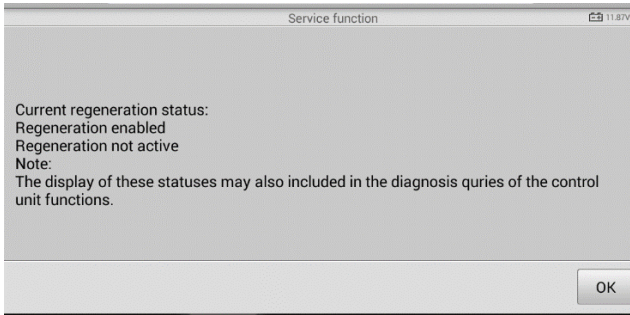 Service function
11.87V
Current regeneration status:
Regeneration enabled
Regeneration not active
Note:
The display of these statuses may also included in the diagnosis quries of the control
unit functions.
OK